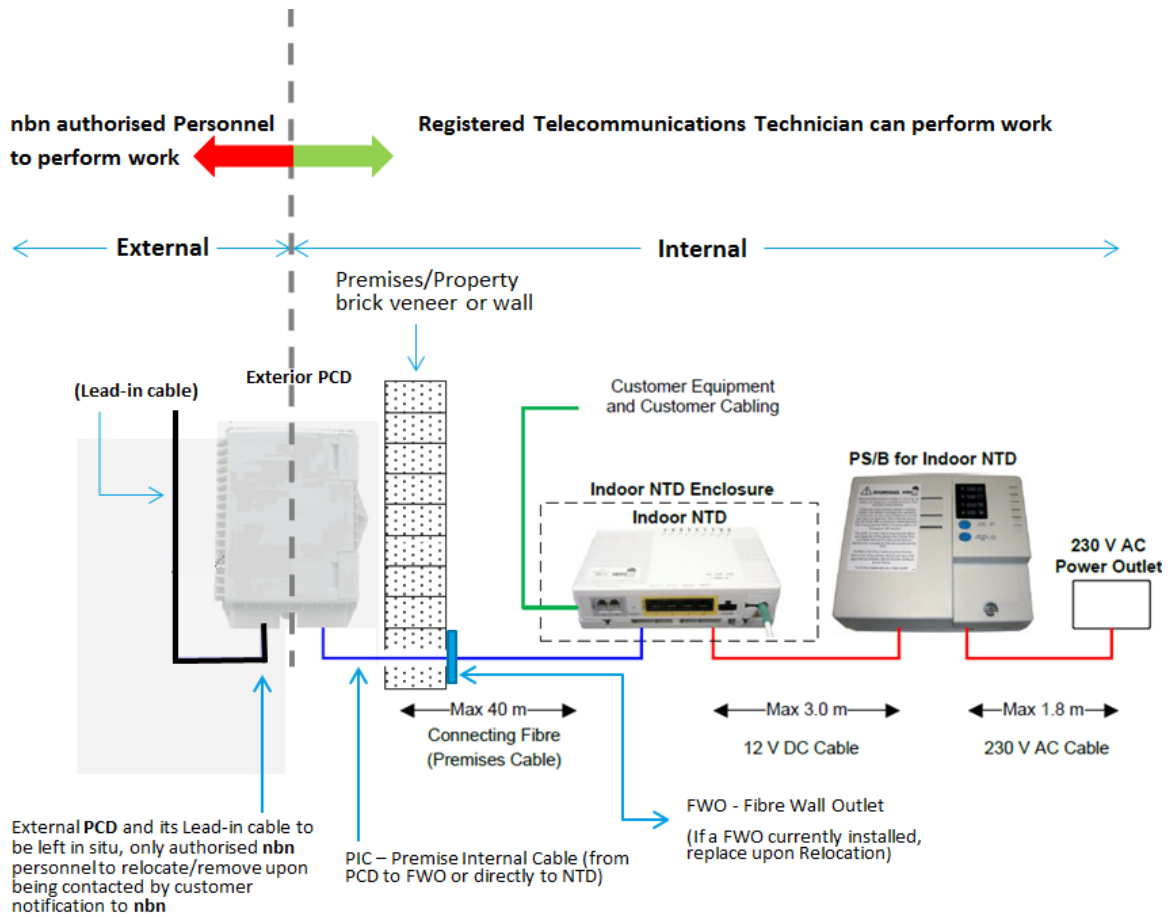 nbn authorised Personnel
to perform work
Registered Telecommunications Technician can perform work
External
Internal
Premises/Property
brick veneer or wall
(Lead-in cable)
Exterior PCD
Customer Equipment
and Customer Cabling
PS/B for Indoor NTD
Indoor NTD Enclosure
Indoor NTD
230 V AC
Power Outlet
Max 40 m
Connecting Fibre
(Premises Cable)
Max 3.0 m
12 V DC Cable
Max 1.8 m
230 V AC Cable
External PCD and its Lead-in cable to
be left in situ, only authorised nbn
personnel to relocate/remove upon
being contacted by customer
notification to nbn
PIC – Premise Internal Cable (from
PCD to FWO or directly to NTD)
FWO - Fibre Wall Outlet
(If a FWO currently installed,
replace upon Relocation)